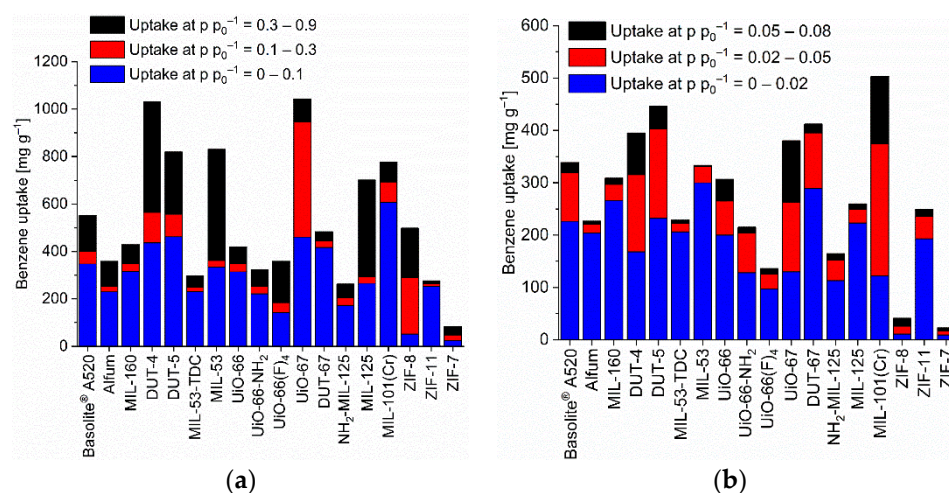 Uptake at p p₀⁻¹ = 0.3 – 0.9
Uptake at p p₀⁻¹ = 0.1 – 0.3
Uptake at p p₀⁻¹ = 0 – 0.1
1200
1000
800
600
400
200
0
Benzene uptake [mg g⁻¹]
Basolite® A520
Alfum
MIL-160
DUT-4
DUT-5
MIL-53-TDC
MIL-53
UiO-66
UiO-66-NH₂
UiO-66(F)₄
UiO-67
DUT-67
NH₂-MIL-125
MIL-125
MIL-101(Cr)
ZIF-8
ZIF-11
ZIF-7
(a)
600
500
400
300
200
100
0
Uptake at p p₀⁻¹ = 0.05 – 0.08
Uptake at p p₀⁻¹ = 0.02 – 0.05
Uptake at p p₀⁻¹ = 0 – 0.02
Benzene uptake [mg g⁻¹]
Basolite® A520
Alfum
MIL-160
DUT-4
DUT-5
MIL-53-TDC
MIL-53
UiO-66
UiO-66-NH₂
UiO-66(F)₄
UiO-67
DUT-67
NH₂-MIL-125
MIL-125
MIL-101(Cr)
ZIF-8
ZIF-11
ZIF-7
(b)